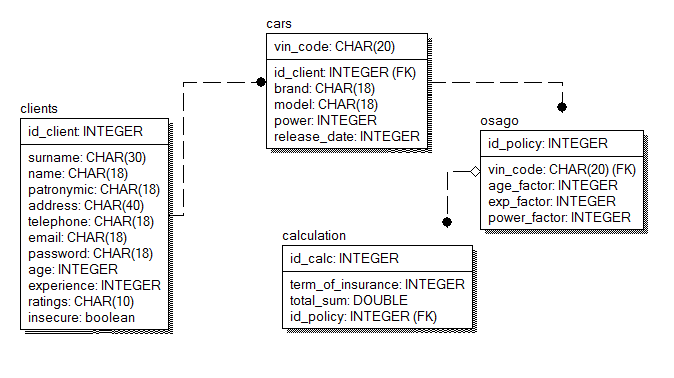 cars
vin_code: CHAR(20)
id_client: INTEGER (FK)
brand: CHAR(18)
model: CHAR(18)
power: INTEGER
release_date: INTEGER
clients
id_client: INTEGER
surname: CHAR(30)
name: CHAR(18)
patronymic: CHAR(18)
address: CHAR(40)
telephone: CHAR(18)
email: CHAR(18)
password: CHAR(18)
age: INTEGER
experience: INTEGER
ratings: CHAR(10)
insecure: boolean
osago
id_policy: INTEGER
vin_code: CHAR(20) (FK)
age_factor: INTEGER
exp_factor: INTEGER
power_factor: INTEGER
calculation
id_calc: INTEGER
term_of_insurance: INTEGER
total_sum: DOUBLE
id_policy: INTEGER (FK)